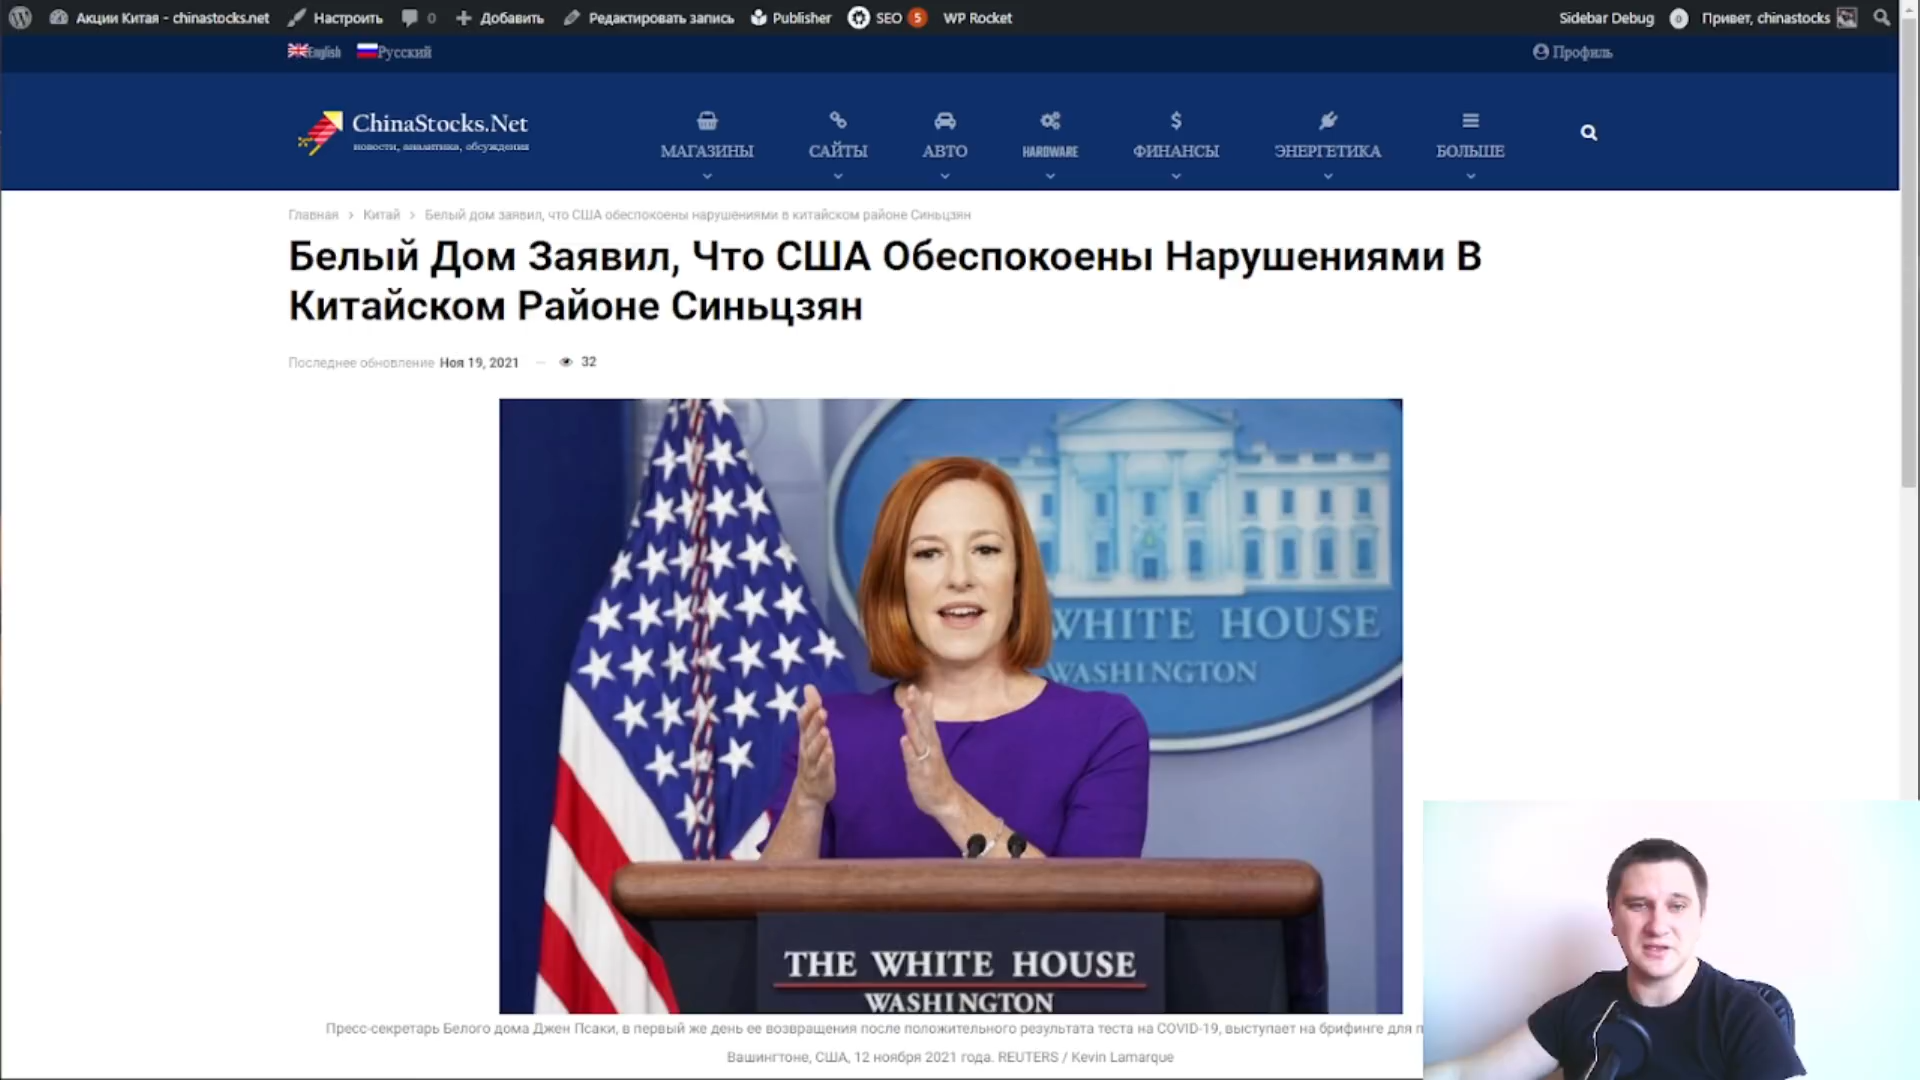 Акции Китая - chinastocks.net Настроить 0 Добавить Редактировать запись Publisher SEO 5 WP Rocket Sidebar Debug Привет, chinastocks
English Русский Профиль
ChinaStocks.Net
новости, аналитика, обсуждения
МАГАЗИНЫ САЙТЫ АВТО HARDWARE ФИНАНСЫ ЭНЕРГЕТИКА БОЛЬШЕ
Главная > Китай > Белый дом заявил, что США обеспокоены нарушениями в китайском районе Синьцзян
Белый Дом Заявил, Что США Обеспокоены Нарушениями В
Китайском Районе Синьцзян
Последнее обновление Ноя 19, 2021 — 32
WHITE HOUSE
WASHINGTON
THE WHITE HOUSE
WASHINGTON
Пресс-секретарь Белого дома Джен Псаки, в первый же день ее возвращения после положительного результата теста на COVID-19, выступает на брифинге для п
Вашингтоне, США, 12 ноября 2021 года. REUTERS / Kevin Lamarque